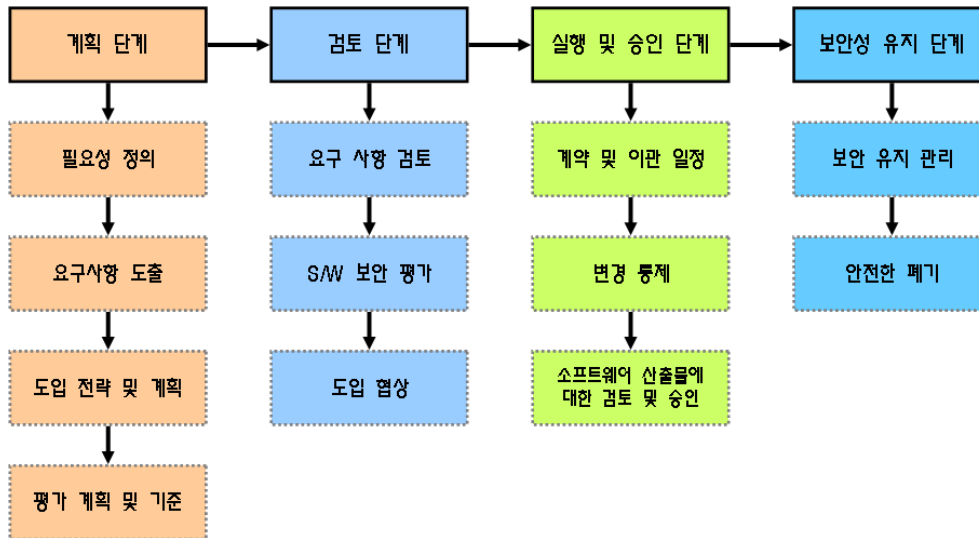 계획 단계
검토 단계
실행 및 승인 단계
보안성 유지 단계
필요성 정의
요구 사항 검토
계약 및 이관 일정
보안 유지 관리
요구사항 도출
S/W 보안 평가
변경 통제
안전한 폐기
도입 전략 및 계획
도입 협상
소프트웨어 산출물에
대한 검토 및 승인
평가 계획 및 기준